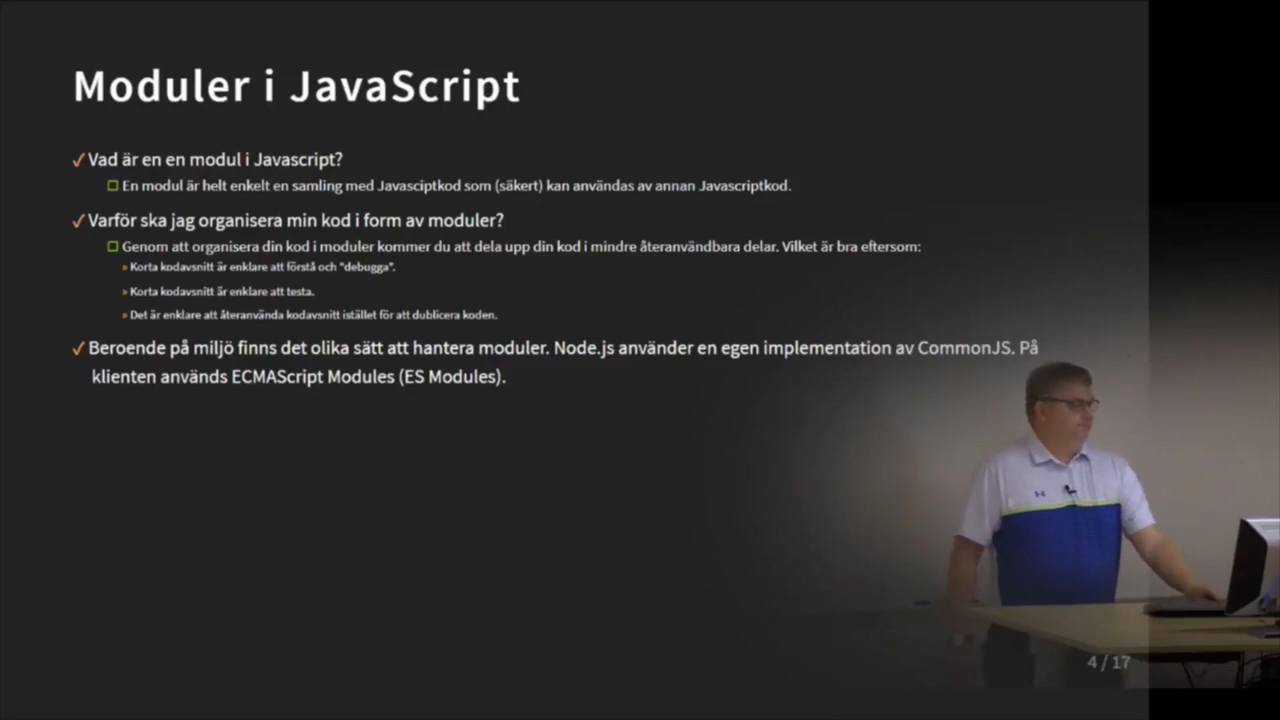 Moduler i JavaScript
✓ Vad är en en modul i Javascript?
En modul är helt enkelt en samling med Javasciptkod som (säkert) kan användas av annan Javascriptkod.
✓ Varför ska jag organisera min kod i form av moduler?
Genom att organisera din kod i moduler kommer du att dela upp din kod i mindre återanvändbara delar. Vilket är bra eftersom:
» Korta kodavsnitt är enklare att förstå och "debugga".
» Korta kodavsnitt är enklare att testa.
» Det är enklare att återanvända kodavsnitt istället för att dublicera koden.
✓ Beroende på miljö finns det olika sätt att hantera moduler. Node.js använder en egen implementation av CommonJS. På
klienten används ECMAScript Modules (ES Modules).
4 / 17